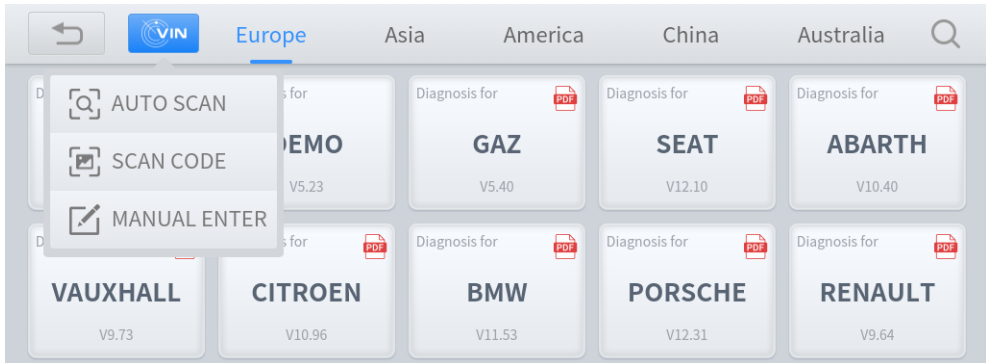 VIN Europe Asia America China Australia
AUTO SCAN
SCAN CODE
MANUAL ENTER
Diagnosis for PDF
GAZ
V5.40
Diagnosis for PDF
SEAT
V12.10
Diagnosis for PDF
ABARTH
V10.40
for
V5.23
PDF
VAUXHALL
V9.73
for PDF
CITROEN
V10.96
Diagnosis for PDF
BMW
V11.53
Diagnosis for PDF
PORSCHE
V12.31
Diagnosis for PDF
RENAULT
V9.64